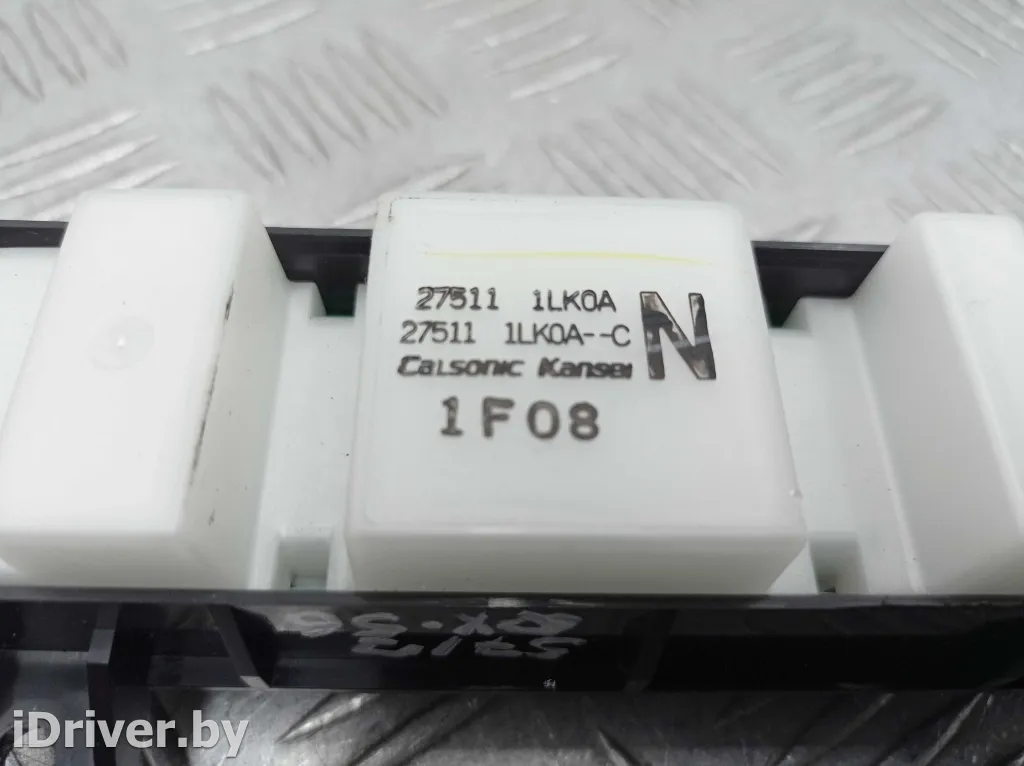 27511 1LK0A
27511 1LK0A--C
Calsonic Kansei
N
1F08
iDriver.by